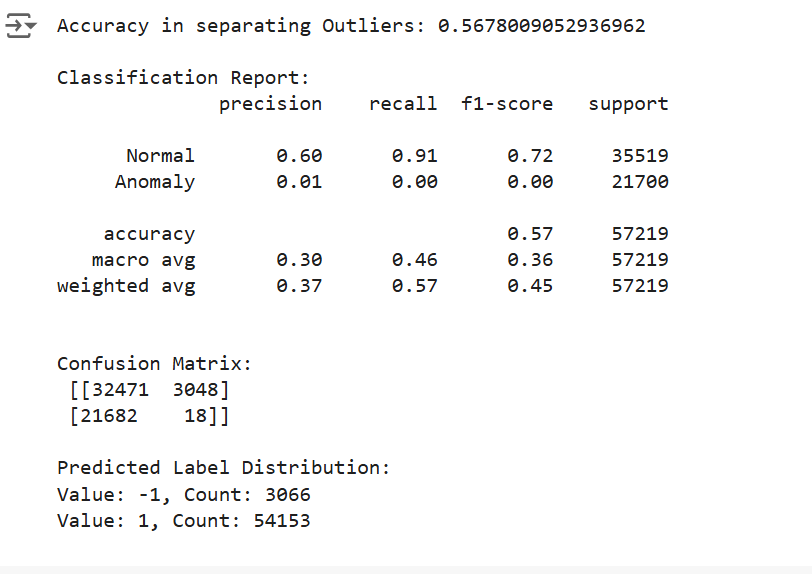 Accuracy in separating Outliers: 0.5678009052936962
Classification Report:
precision recall f1-score support
Normal 0.60 0.91 0.72 35519
Anomaly 0.01 0.00 0.00 21700
accuracy 0.57 57219
macro avg 0.30 0.46 0.36 57219
weighted avg 0.37 0.57 0.45 57219
Confusion Matrix:
[[32471 3048]
[21682 18]]
Predicted Label Distribution:
Value: -1, Count: 3066
Value: 1, Count: 54153